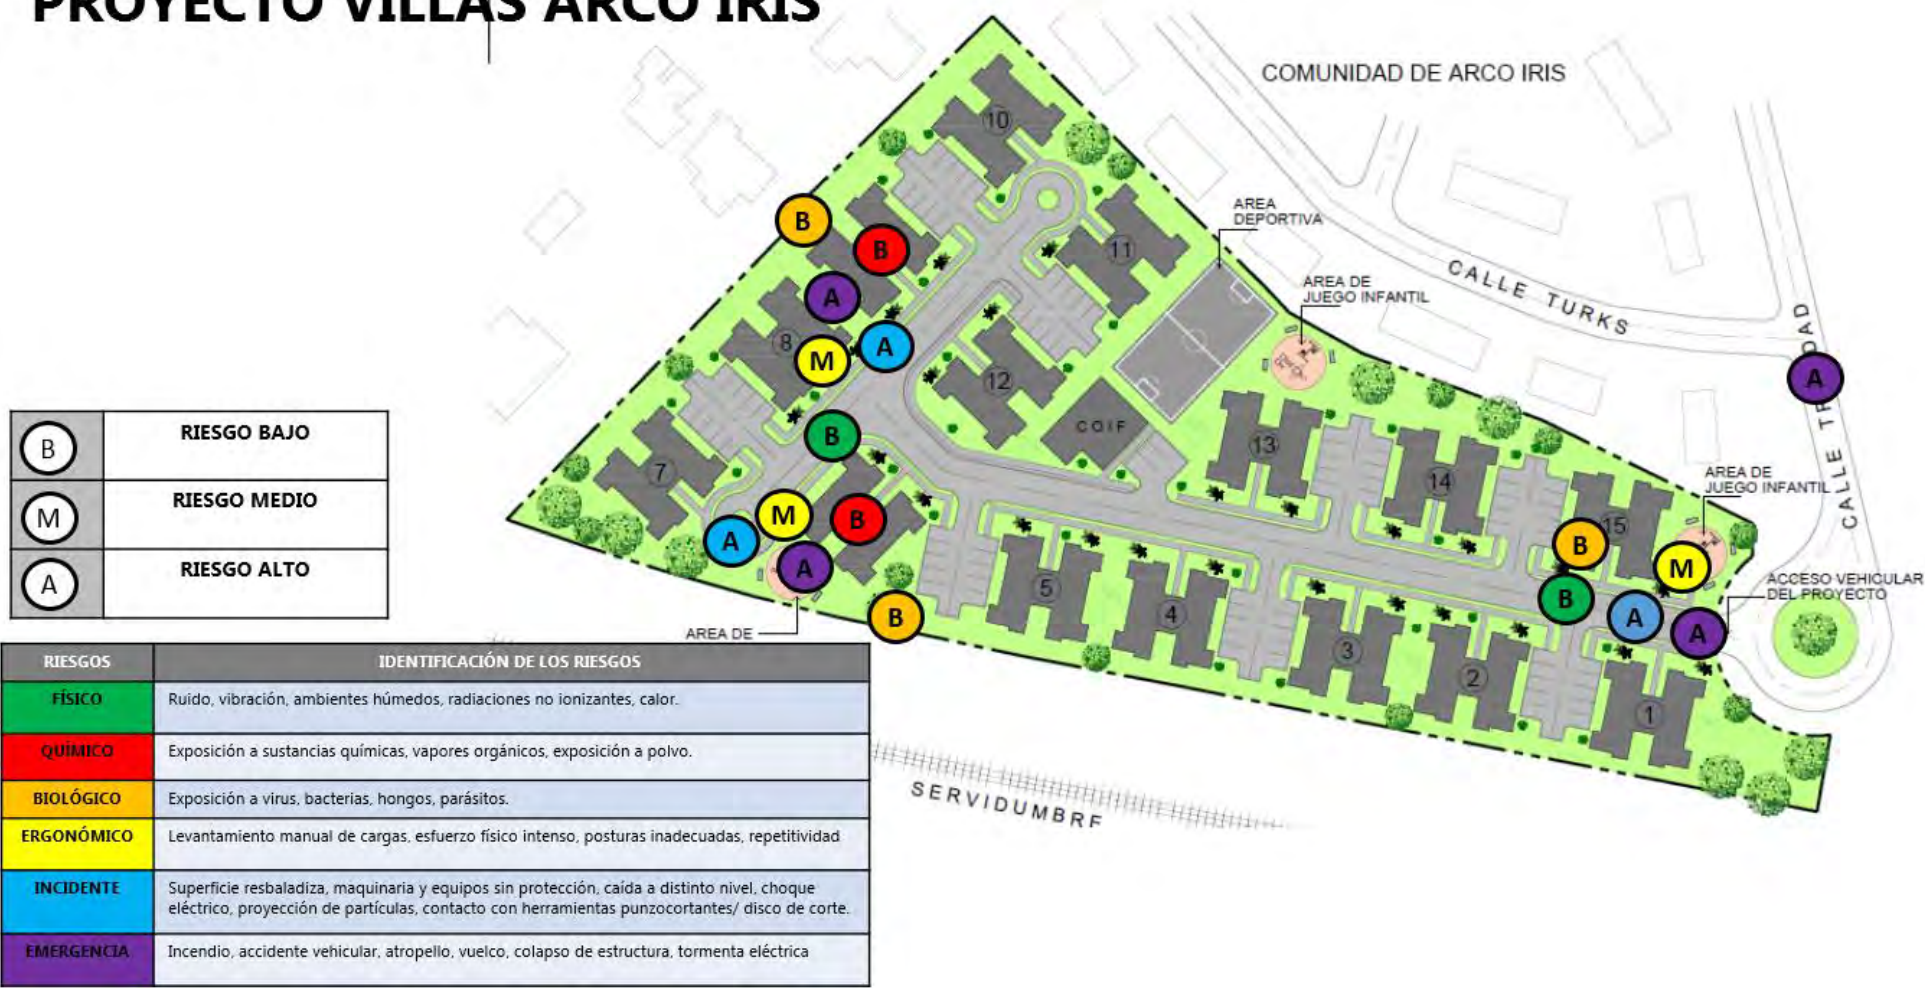 PROYECTO VILLAS ARCO IRIS
COMUNIDAD DE ARCO IRIS
10
B
B
11
AREA
DEPORTIVA
AREA DE
JUEGO INFANTIL
CALLE TURKS
A
8
M
A
12
COIF
B
7
13
14
15
A
CALLE
DAD
AREA DE
JUEGO INFANTIL
M
B
A
A
B
AREA DE
5
4
3
2
1
B
B
M
A
A
ACCESO VEHICULAR
DEL PROYECTO
B RIESGO BAJO
M RIESGO MEDIO
A RIESGO ALTO
RIESGOS IDENTIFICACIÓN DE LOS RIESGOS
FÍSICO Ruido, vibración, ambientes húmedos, radiaciones no ionizantes, calor.
QUÍMICO Exposición a sustancias químicas, vapores orgánicos, exposición a polvo.
BIOLÓGICO Exposición a virus, bacterias, hongos, parásitos.
ERGONÓMICO Levantamiento manual de cargas, esfuerzo físico intenso, posturas inadecuadas, repetitividad
INCIDENTE Superficie resbaladiza, maquinaria y equipos sin protección, caída a distinto nivel, choque
eléctrico, proyección de partículas, contacto con herramientas punzocortantes/ disco de corte.
EMERGENCIA Incendio, accidente vehicular, atropello, vuelco, colapso de estructura, tormenta eléctrica
SERVIDUMBRE